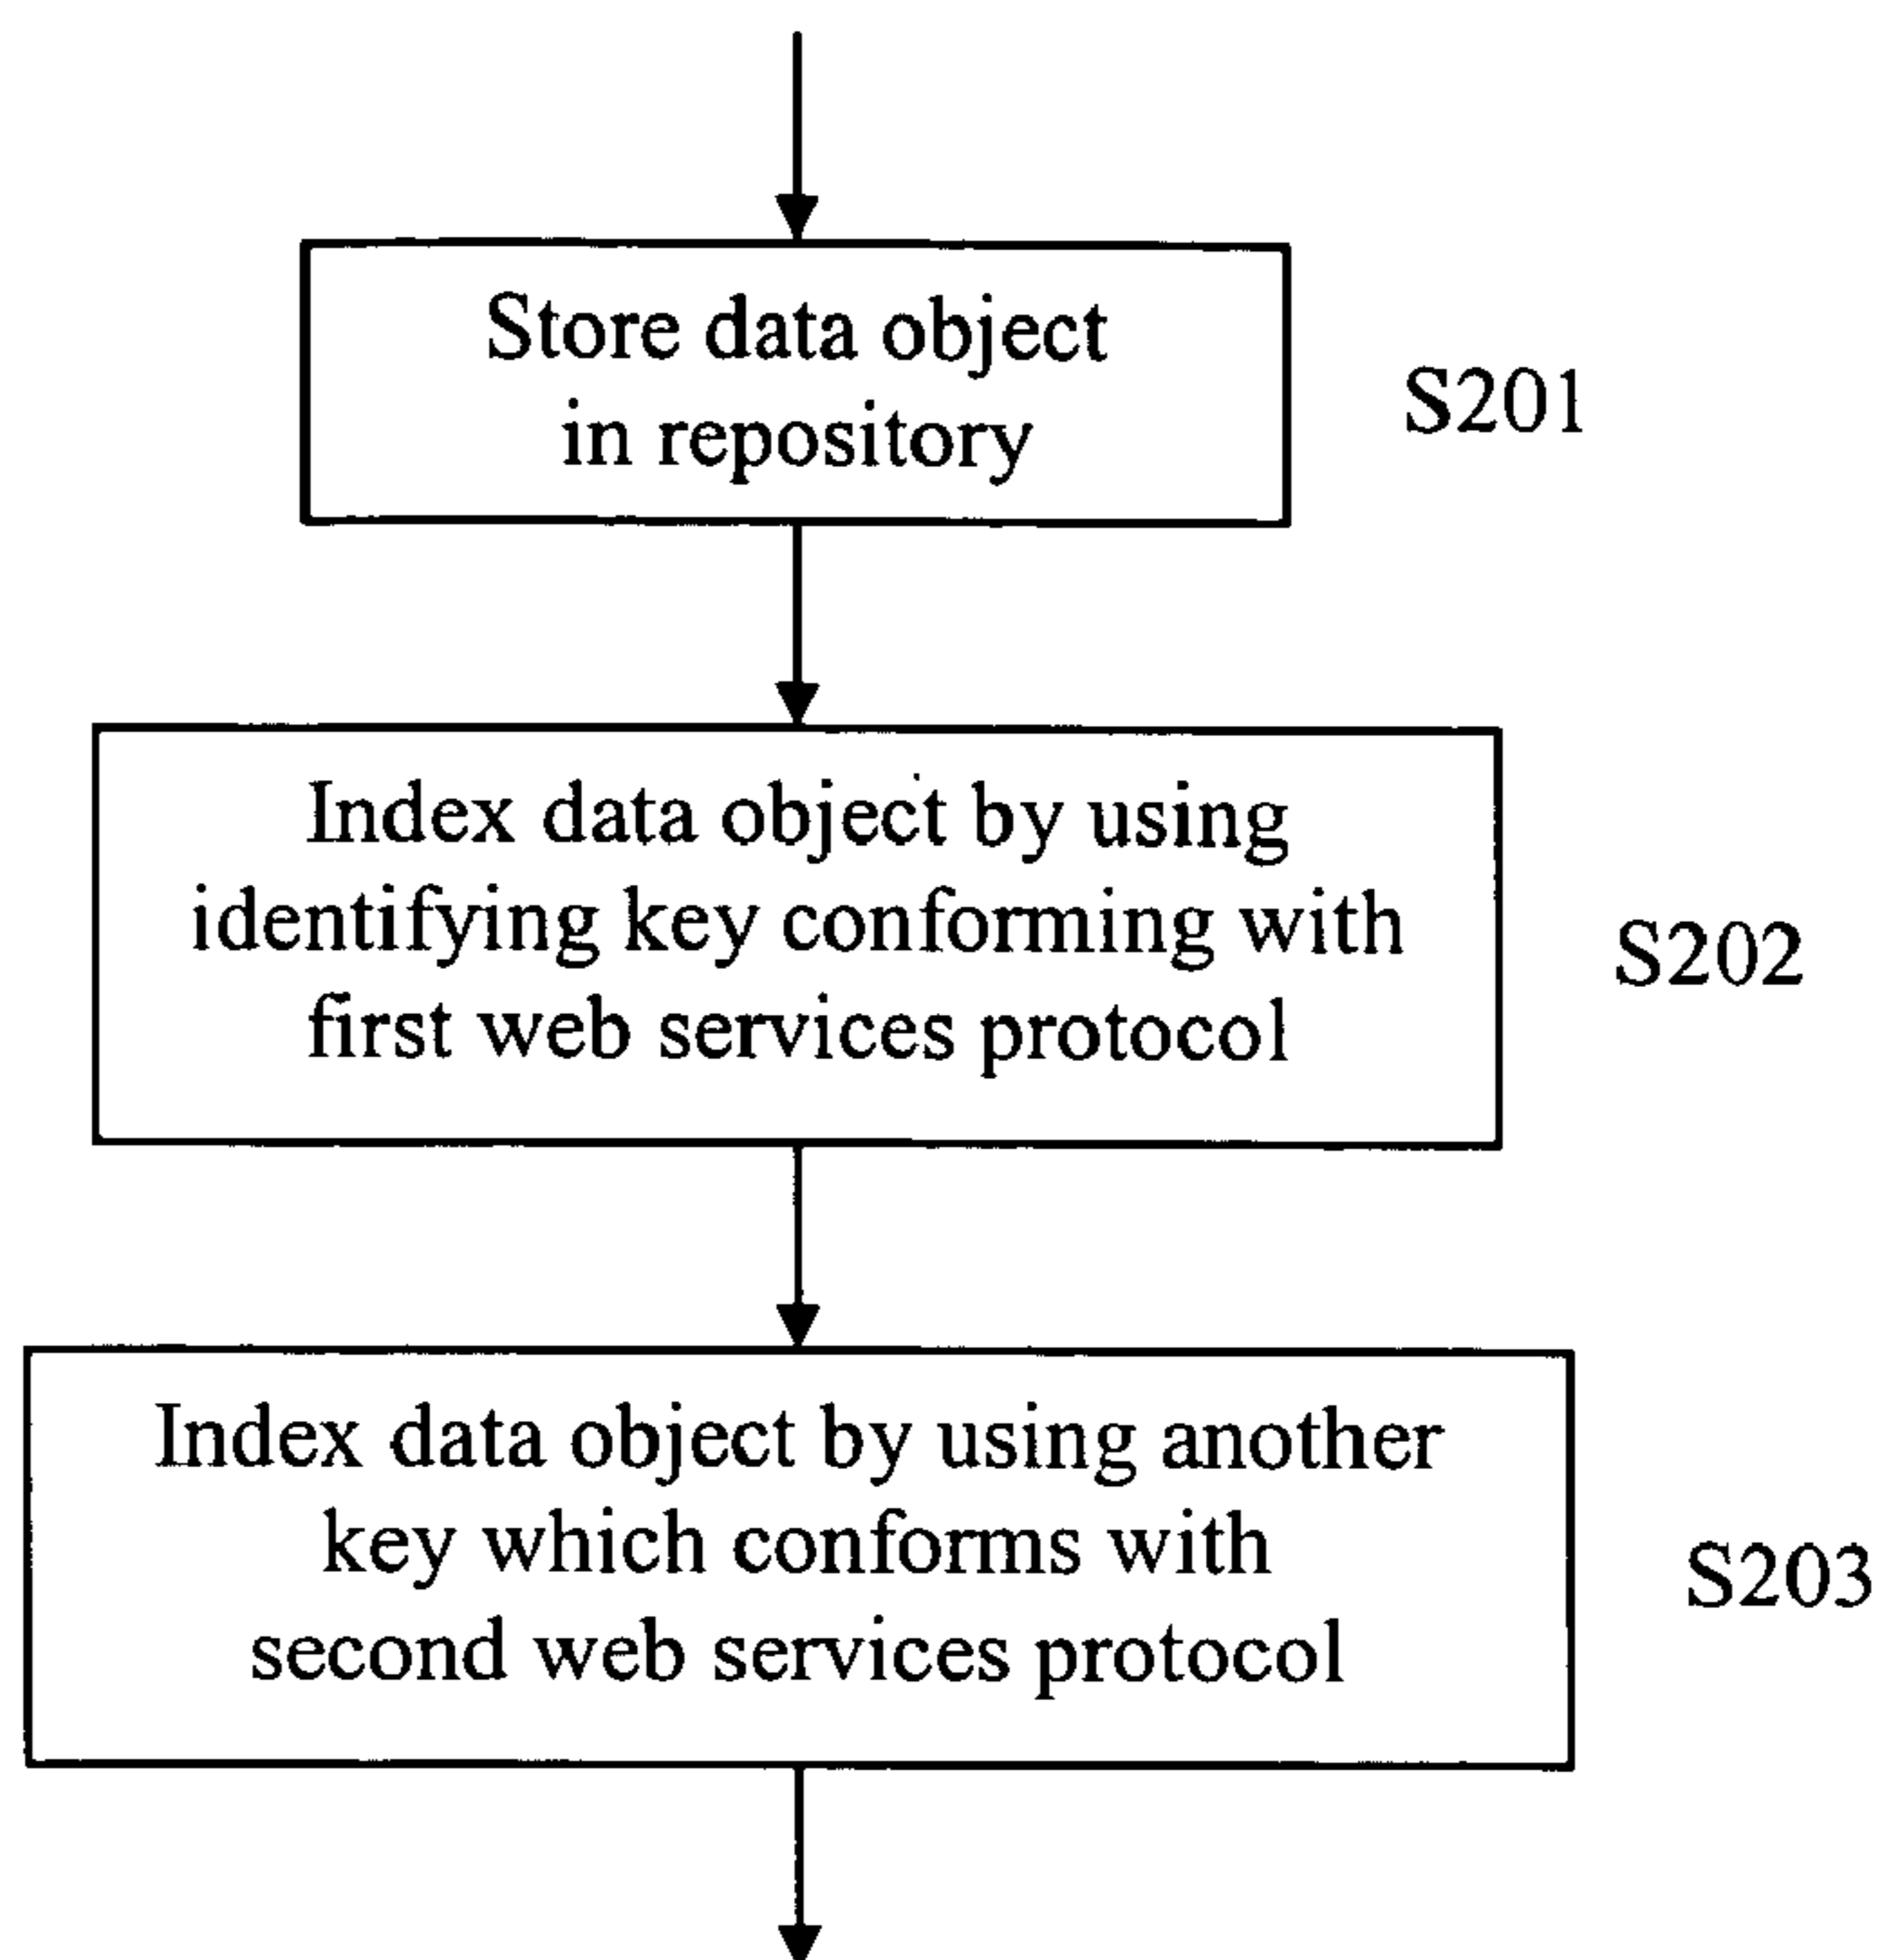 Store data object
in repository
S201
Index data object by using
identifying key conforming with
first web services protocol
S202
Index data object by using another
key which conforms with
second web services protocol
S203